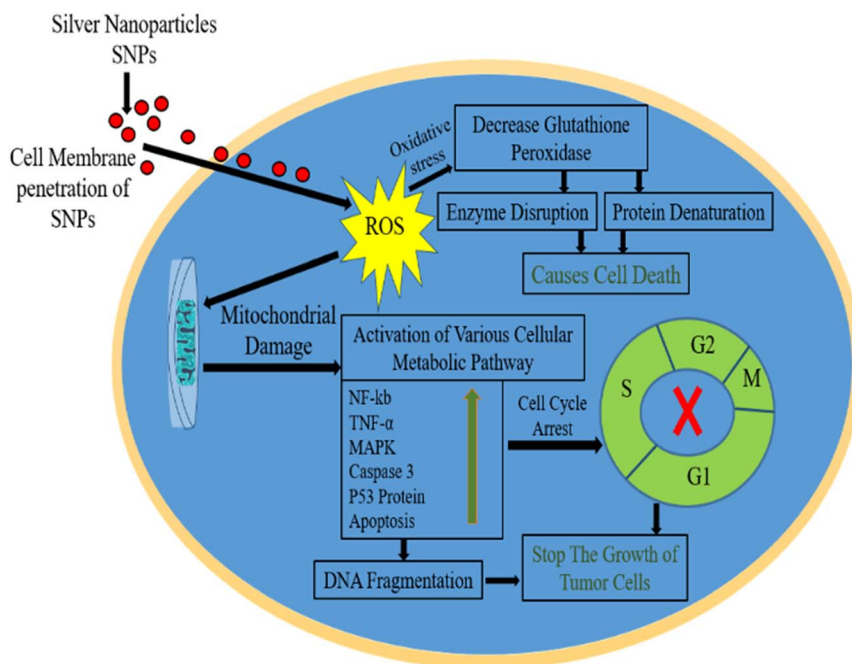 Silver Nanoparticles
SNPs
Cell Membrane
penetration of
SNPs
ROS
Oxidative
stress
Decrease Glutathione
Peroxidase
Enzyme Disruption
Protein Denaturation
Causes Cell Death
Mitochondrial
Damage
Activation of Various Cellular
Metabolic Pathway
NF-kb
TNF-α
MAPK
Caspase 3
P53 Protein
Apoptosis
Cell Cycle
Arrest
G2
S
M
G1
DNA Fragmentation
Stop The Growth of
Tumor Cells